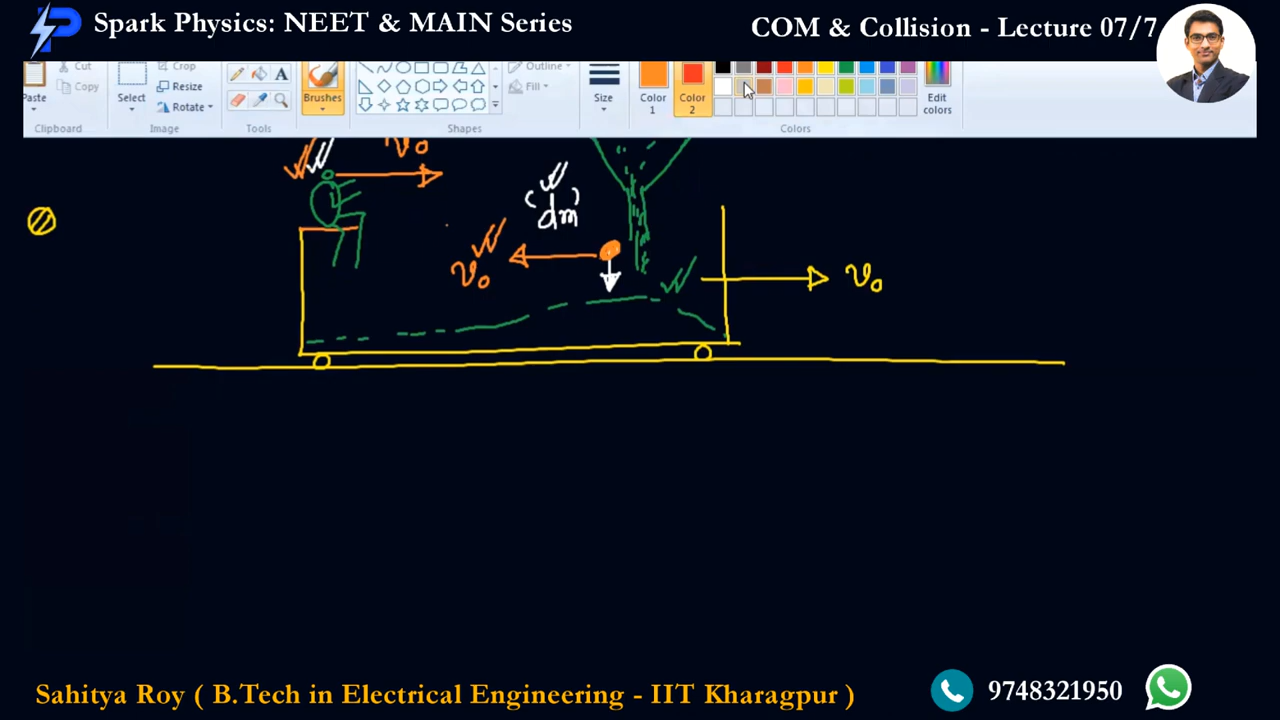 Spark Physics: NEET & MAIN Series
COM & Collision - Lecture 07/7
Cut
Copy
Paste
Clipboard
Select
Crop
Resize
Rotate
Image
A
Tools
Brushes
Shapes
Outline
Fill
Size
Color 1
Color 2
Edit colors
Colors
v₀
(dm)
v₀
v₀
Sahitya Roy ( B.Tech in Electrical Engineering - IIT Kharagpur )
9748321950